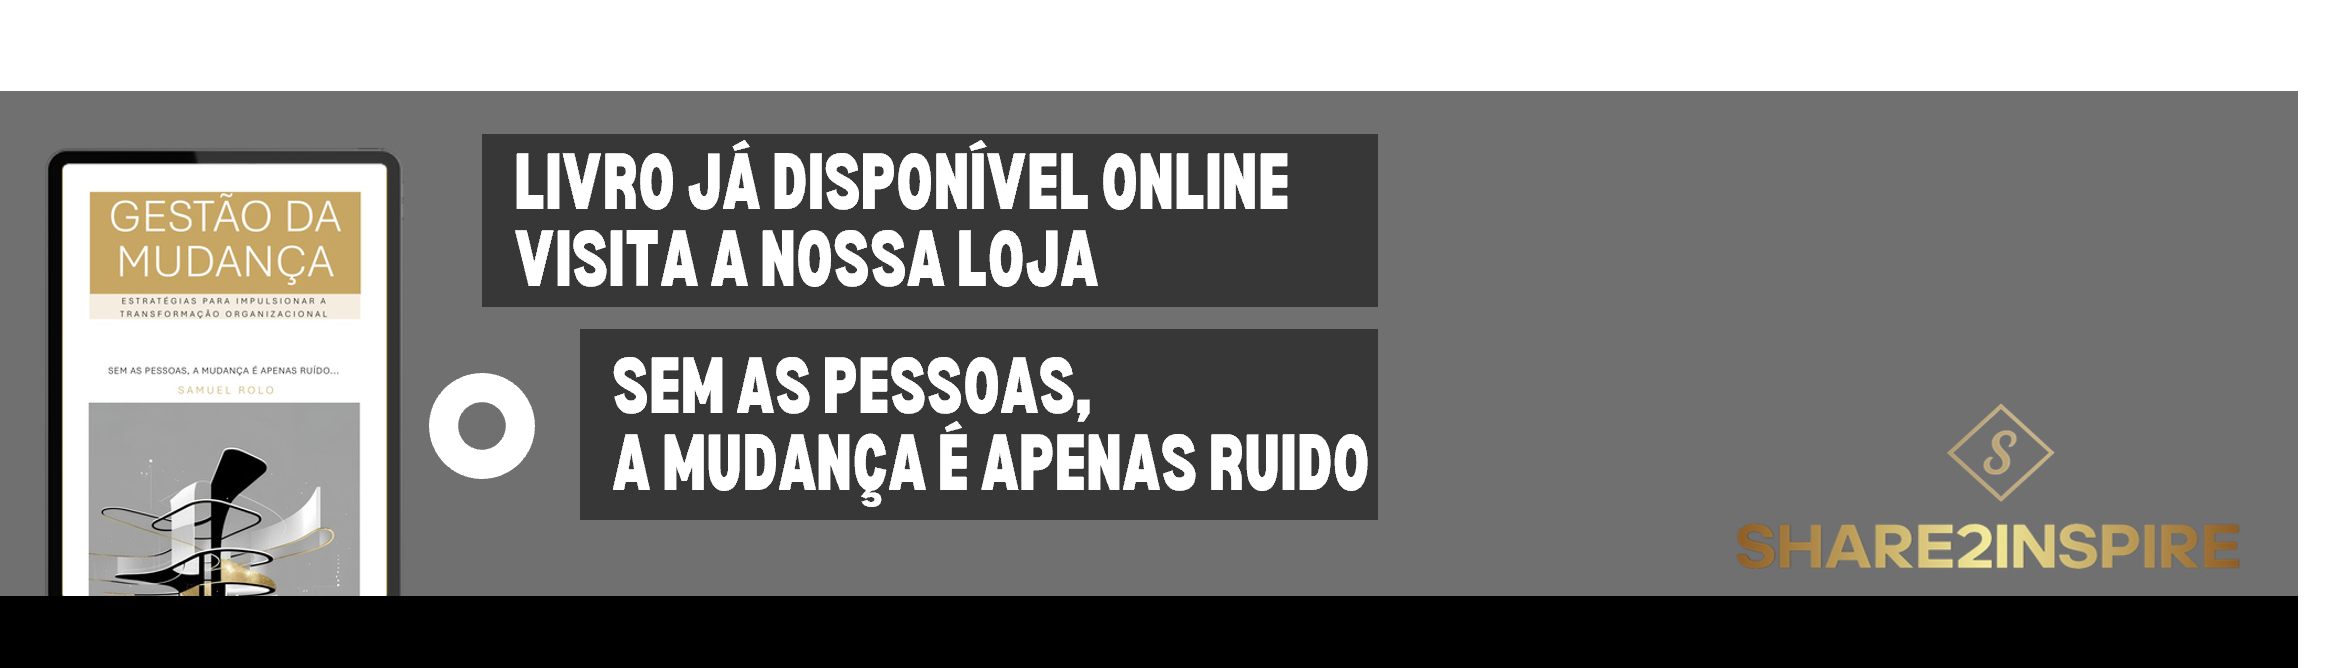 GESTÃO DA
MUDANÇA
ESTRATÉGIAS PARA IMPULSIONAR A
TRANSFORMAÇÃO ORGANIZACIONAL
SEM AS PESSOAS, A MUDANÇA É APENAS RUÍDO...
SAMUEL ROLO
LIVRO JÁ DISPONÍVEL ONLINE
VISITA A NOSSA LOJA
SEM AS PESSOAS,
A MUDANÇA É APENAS RUIDO
S
SHARE2INSPIRE